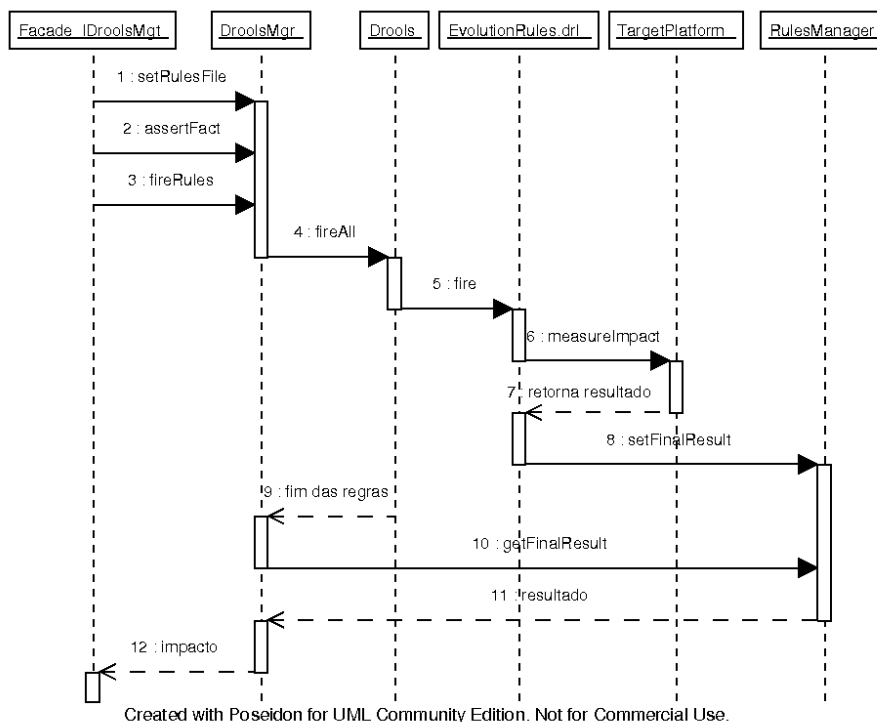 Facade_IDroolsMgt DroolsMgr Drools EvolutionRules.drl TargetPlatform RulesManager
1 : setRulesFile
2 : assertFact
3 : fireRules
4 : fireAll
5 : fire
6 : measureImpact
7 : retorna resultado
8 : setFinalResult
9 : fim das regras
10 : getFinalResult
11 : resultado
12 : impacto
Created with Poseidon for UML Community Edition. Not for Commercial Use.